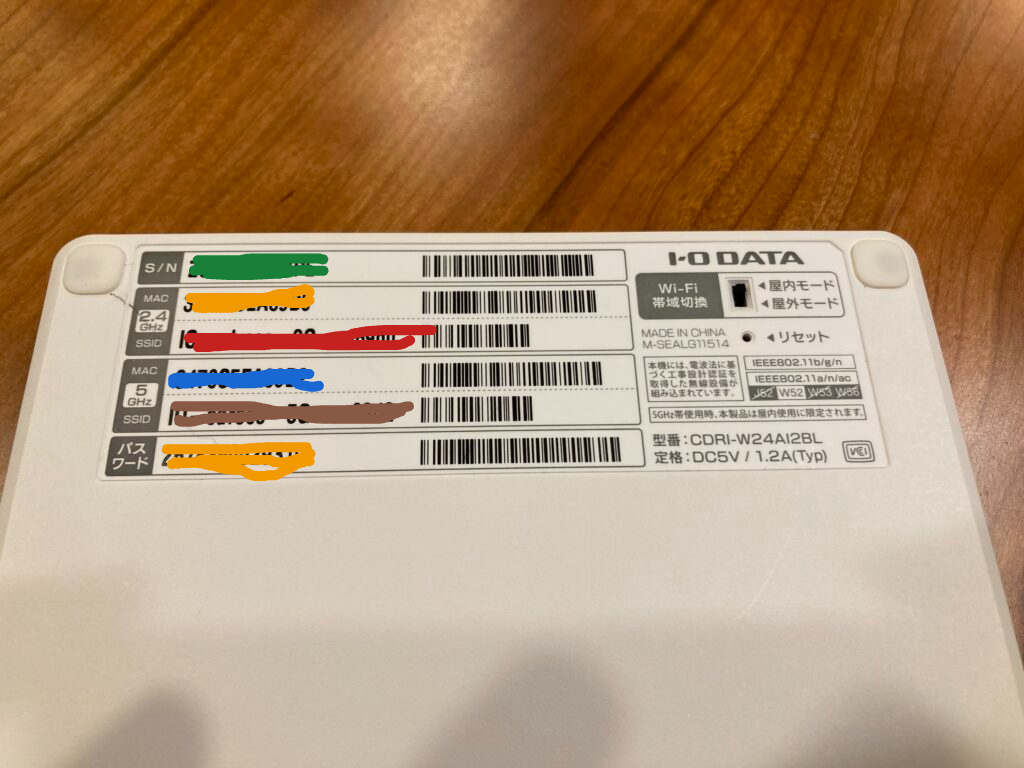 S/N
MAC
2.4
GHz
SSID
MAC
5
GHz
SSID
パス
ワード
I-O DATA
Wi-Fi
帯域切換
◀屋内モード
◀屋外モード
MADE IN CHINA
M-SEALG11514
◀リセット
本機には、電波法に基
づく工事設計認証を
取得した無線設備が
組み込まれています。
IEEE802.11b/g/n
IEEE802.11a/n/ac
J52 W52 W53 W56
5GHz帯使用時、本製品は屋内使用に限定されます。
型番:CDRI-W24AI2BL
定格:DC5V / 1.2A(Typ)
VCCI